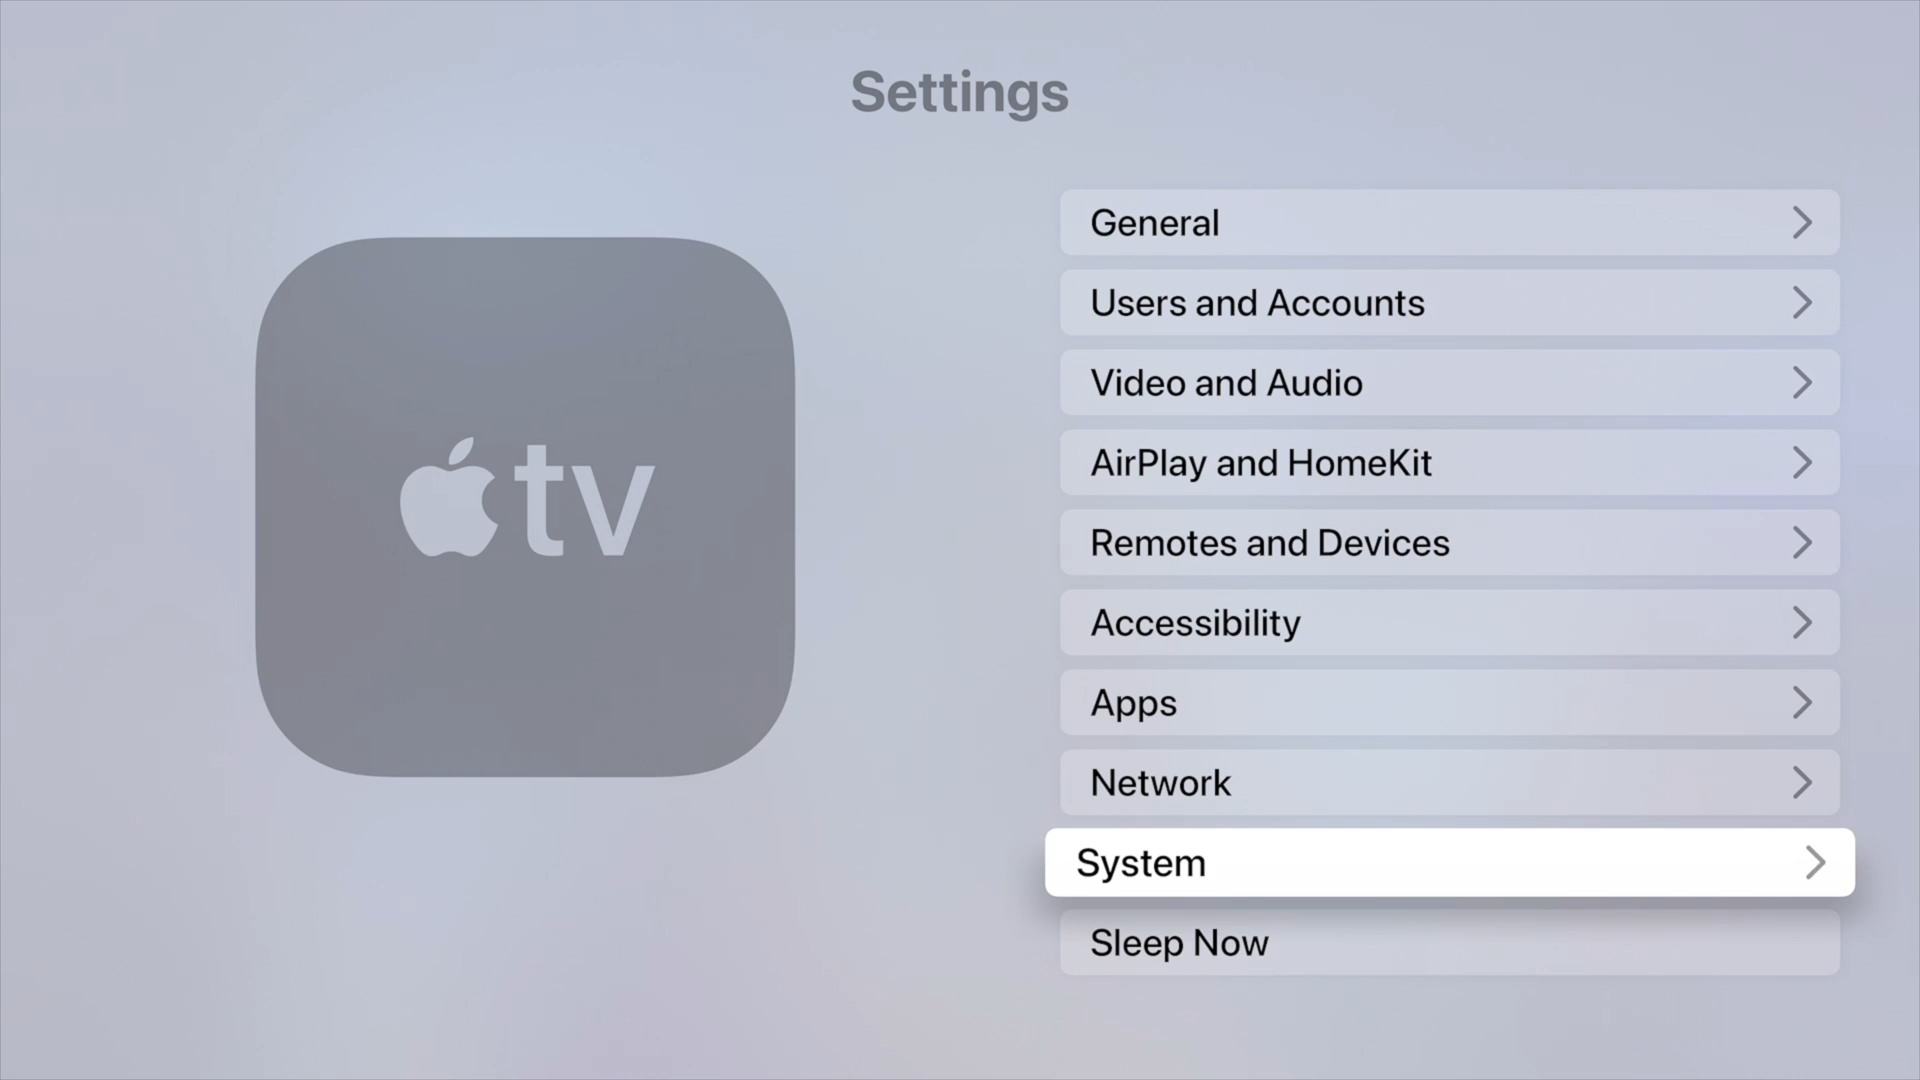 Settings
tv
General
Users and Accounts
Video and Audio
AirPlay and HomeKit
Remotes and Devices
Accessibility
Apps
Network
System
Sleep Now